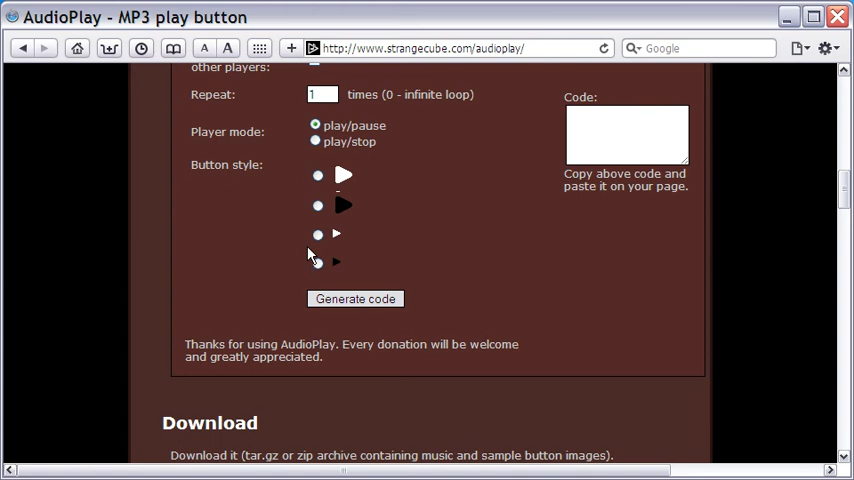 AudioPlay - MP3 play button
A A http://www.strangecube.com/audioplay/ Google
other players:
Repeat: 1 times (0 - infinite loop)
Code:
Player mode: play/pause
play/stop
Button style:
Copy above code and
paste it on your page.
Generate code
Thanks for using AudioPlay. Every donation will be welcome
and greatly appreciated.
Download
Download it (tar.gz or zip archive containing music and sample button images).